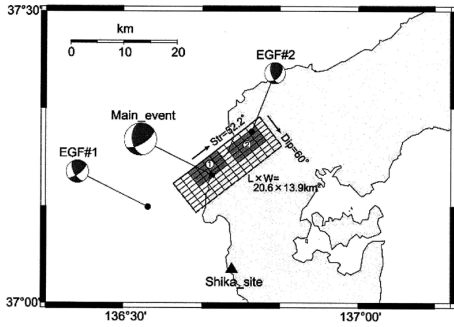 37°30'
km
0 10 20
EGF#2
Main_event
EGF#1
Str=52.2°
Dip=60°
1
2
L×W=
20.6×13.9km²
Shika_site
37°00'
136°30'
137°00'